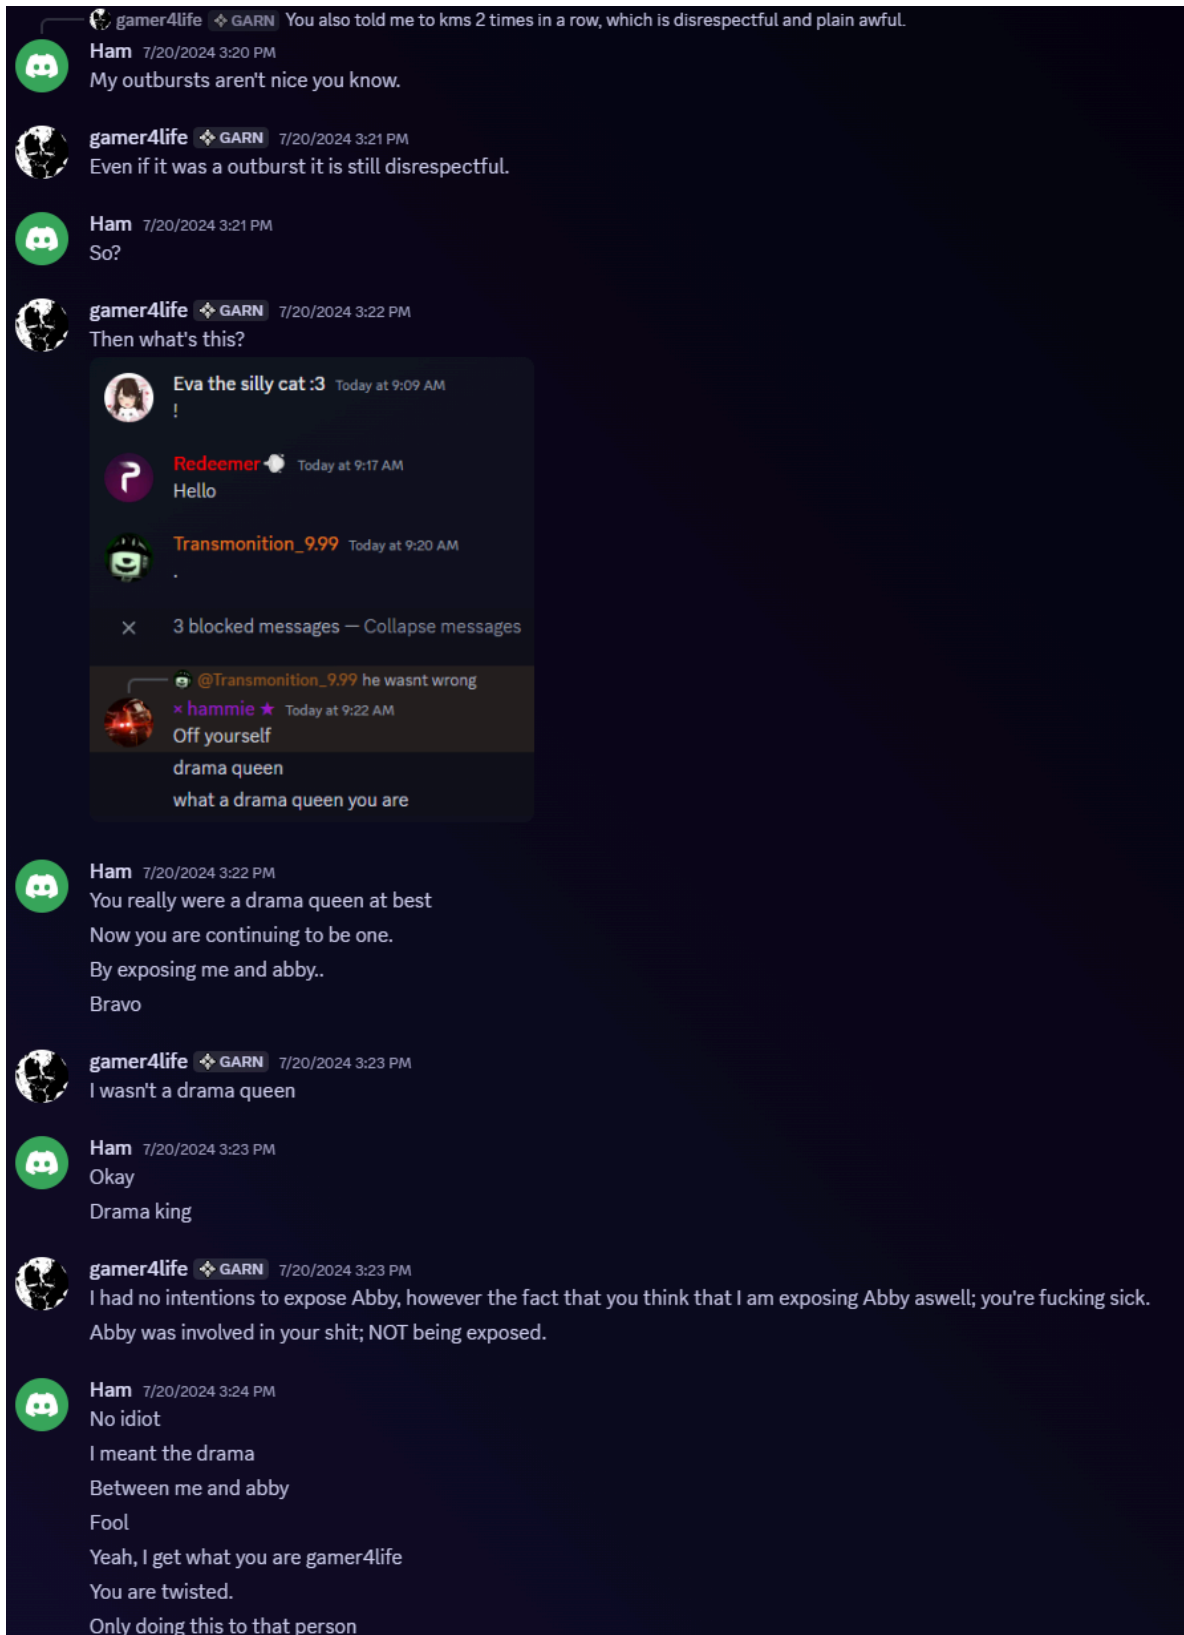 gamer4life GARN You also told me to kms 2 times in a row, which is disrespectful and plain awful.
Ham 7/20/2024 3:20 PM
My outbursts aren't nice you know.
gamer4life GARN 7/20/2024 3:21 PM
Even if it was a outburst it is still disrespectful.
Ham 7/20/2024 3:21 PM
So?
gamer4life GARN 7/20/2024 3:22 PM
Then what's this?
Eva the silly cat :3 Today at 9:09 AM
!
Redeemer Today at 9:17 AM
Hello
Transmonition_9.99 Today at 9:20 AM
.
3 blocked messages — Collapse messages
@Transmonition_9.99 he wasnt wrong
× hammie ★ Today at 9:22 AM
Off yourself
drama queen
what a drama queen you are
Ham 7/20/2024 3:22 PM
You really were a drama queen at best
Now you are continuing to be one.
By exposing me and abby..
Bravo
gamer4life GARN 7/20/2024 3:23 PM
I wasn't a drama queen
Ham 7/20/2024 3:23 PM
Okay
Drama king
gamer4life GARN 7/20/2024 3:23 PM
I had no intentions to expose Abby, however the fact that you think that I am exposing Abby aswell; you're fucking sick.
Abby was involved in your shit; NOT being exposed.
Ham 7/20/2024 3:24 PM
No idiot
I meant the drama
Between me and abby
Fool
Yeah, I get what you are gamer4life
You are twisted.
Only doing this to that person